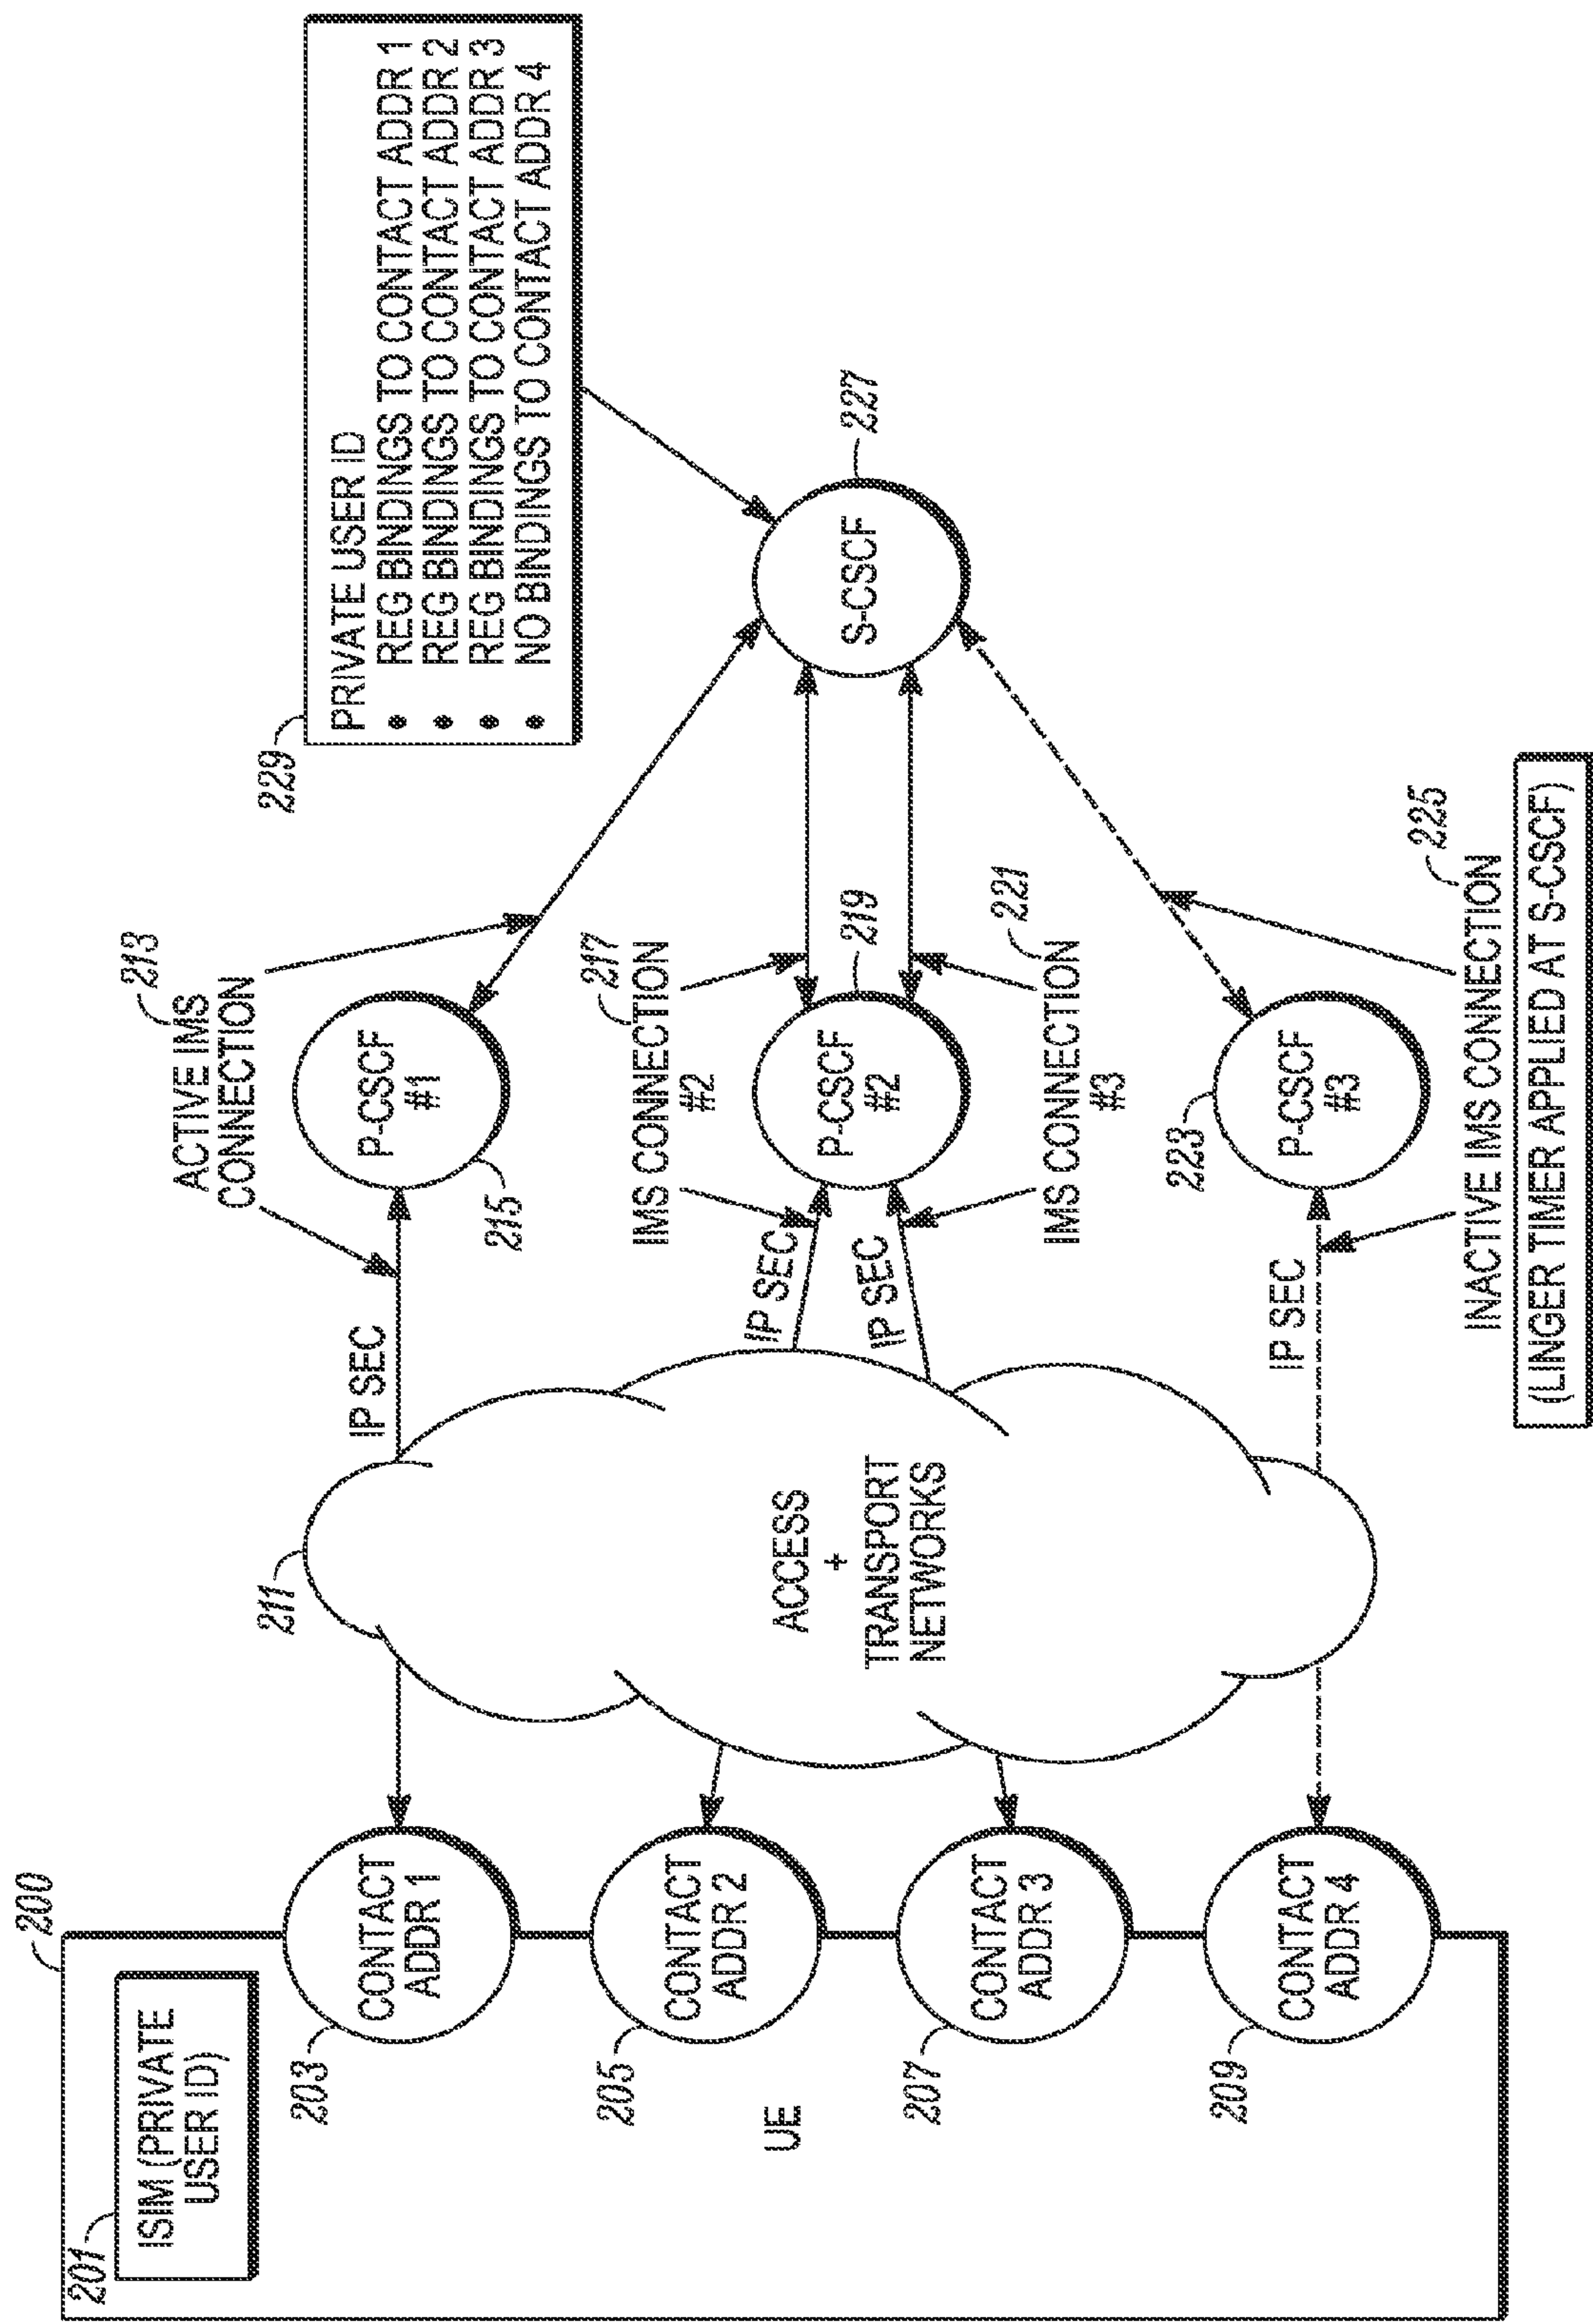 200
201
ISIM (PRIVATE
USER ID)
203
CONTACT
ADDR 1
205
CONTACT
ADDR 2
207
CONTACT
ADDR 3
209
CONTACT
ADDR 4
UE
211
ACCESS
+
TRANSPORT
NETWORKS
IP SEC
IP SEC
IP SEC
IP SEC
213
ACTIVE IMS
CONNECTION
P-CSCF
#1
215
217
IMS CONNECTION
#2
P-CSCF
#2
219
221
IMS CONNECTION
#3
223
P-CSCF
#3
225
INACTIVE IMS CONNECTION
(LINGER TIMER APPLIED AT S-CSCF)
S-CSCF
227
229
PRIVATE USER ID
• REG BINDINGS TO CONTACT ADDR 1
• REG BINDINGS TO CONTACT ADDR 2
• REG BINDINGS TO CONTACT ADDR 3
• NO BINDINGS TO CONTACT ADDR 4